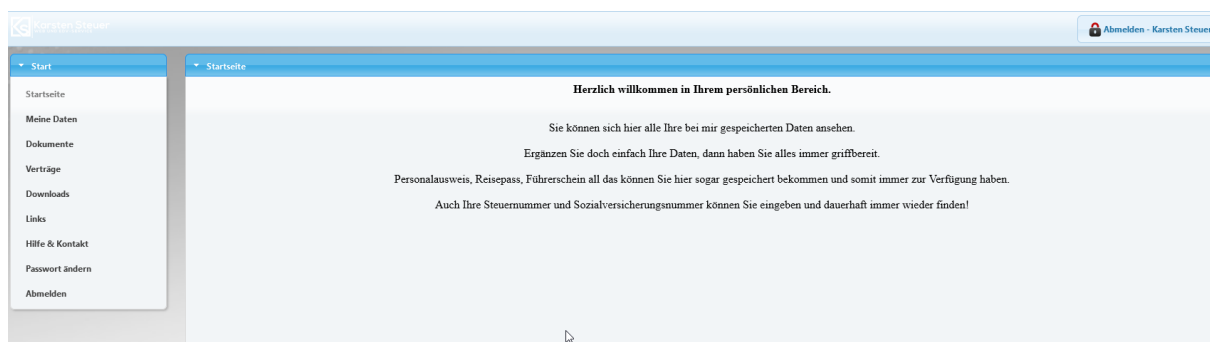 KS Karsten Steuer
Abmelden - Karsten Steuer
Start
Startseite
Meine Daten
Dokumente
Verträge
Downloads
Links
Hilfe & Kontakt
Passwort ändern
Abmelden
Startseite
Herzlich willkommen in Ihrem persönlichen Bereich.
Sie können sich hier alle Ihre bei mir gespeicherten Daten ansehen.
Ergänzen Sie doch einfach Ihre Daten, dann haben Sie alles immer griffbereit.
Personalausweis, Reisepass, Führerschein all das können Sie hier sogar gespeichert bekommen und somit immer zur Verfügung haben.
Auch Ihre Steuernummer und Sozialversicherungsnummer können Sie eingeben und dauerhaft immer wieder finden!